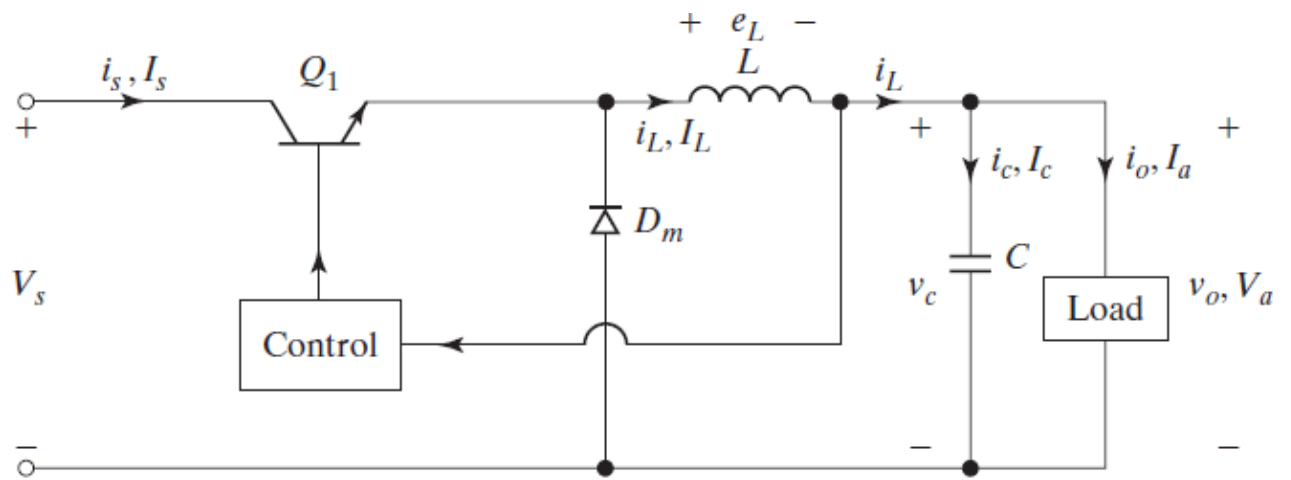 + e_L −
i_s, I_s Q_1 L i_L
+ i_L, I_L + i_c, I_c i_o, I_a +
D_m
V_s v_c C Load v_o, V_a
Control
− − −